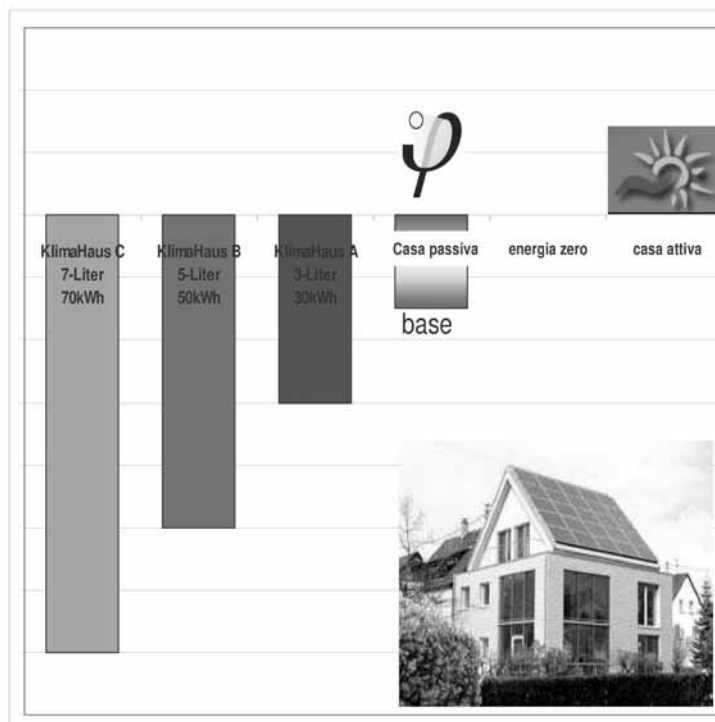 KlimaHaus C
7-Liter
70kWh
KlimaHaus B
5-Liter
50kWh
KlimaHaus A
3-Liter
30kWh
Casa passiva
base
energia zero
casa attiva